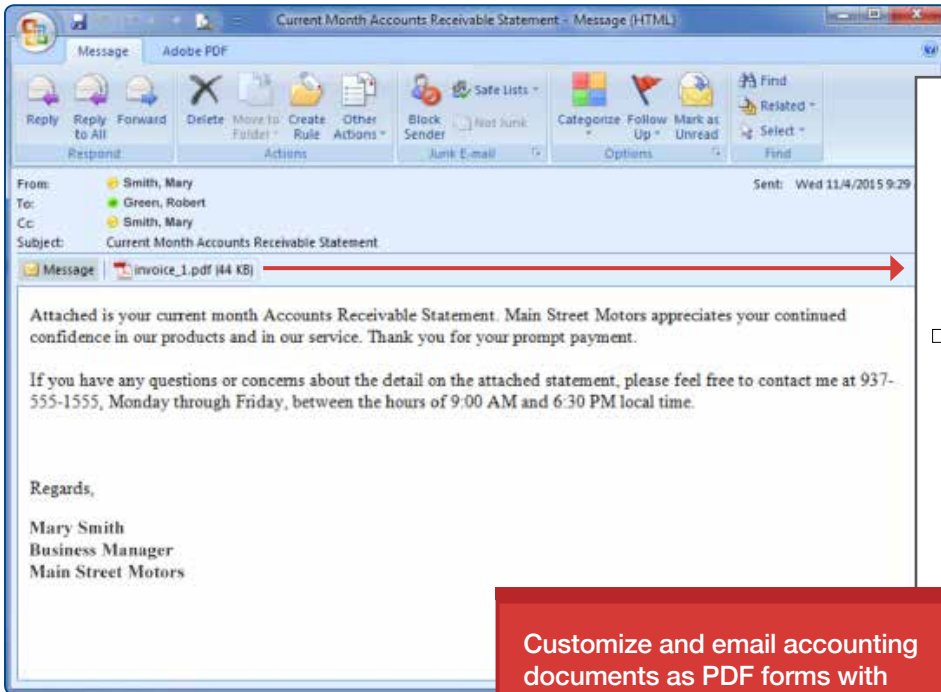 Current Month Accounts Receivable Statement - Message (HTML)
Message Adobe PDF
Reply Reply to All Forward
Respond
Delete Move to Folder Create Rule Other Actions
Actions
Block Sender Safe Lists Not Junk
Junk E-mail
Categorize Follow Up Mark as Unread
Options
Find
Related
Select
Find
From: Smith, Mary Sent: Wed 11/4/2015 9:29
To: Green, Robert
Cc: Smith, Mary
Subject: Current Month Accounts Receivable Statement
Message invoice_1.pdf (44 KB)
Attached is your current month Accounts Receivable Statement. Main Street Motors appreciates your continued
confidence in our products and in our service. Thank you for your prompt payment.
If you have any questions or concerns about the detail on the attached statement, please feel free to contact me at 937-
555-1555, Monday through Friday, between the hours of 9:00 AM and 6:30 PM local time.
Regards,
Mary Smith
Business Manager
Main Street Motors
Customize and email accounting
documents as PDF forms with